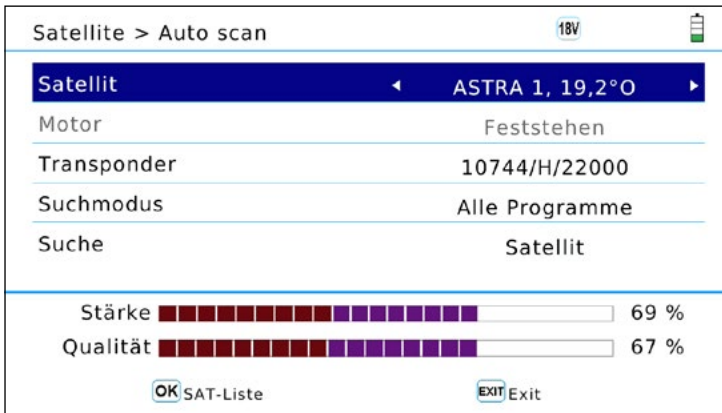 Satellite > Auto scan 18V
Satellit ASTRA 1, 19,2°O
Motor Feststehen
Transponder 10744/H/22000
Suchmodus Alle Programme
Suche Satellit
Stärke 69 %
Qualität 67 %
OK SAT-Liste EXIT Exit